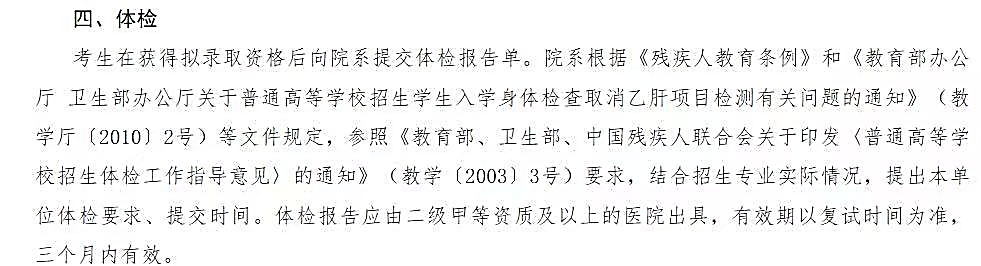 四、体检
考生在获得拟录取资格后向院系提交体检报告单。院系根据《残疾人教育条例》和《教育部办公
厅 卫生部办公厅关于普通高等学校招生学生入学身体检查取消乙肝项目检测有关问题的通知》（教
学厅〔2010〕2号）等文件规定，参照《教育部、卫生部、中国残疾人联合会关于印发〈普通高等学
校招生体检工作指导意见〉的通知》（教学〔2003〕3号）要求，结合招生专业实际情况，提出本单
位体检要求、提交时间。体检报告应由二级甲等资质及以上的医院出具，有效期以复试时间为准，
三个月内有效。